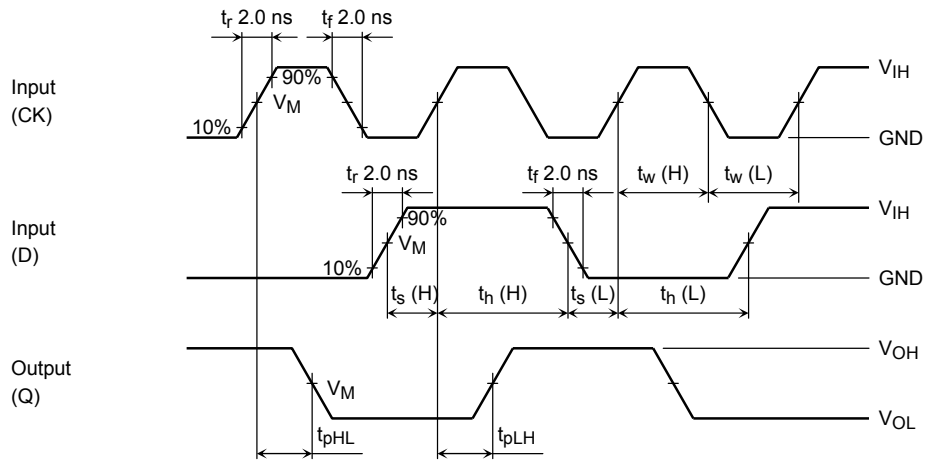 tr 2.0 ns tf 2.0 ns
Input
(CK)
90%
VM
10%
VIH
GND
tr 2.0 ns tf 2.0 ns tw (H) tw (L)
Input
(D)
90%
VM
10%
VIH
GND
ts (H) th (H) ts (L) th (L)
Output
(Q)
VM
VOH
VOL
tpHL tpLH